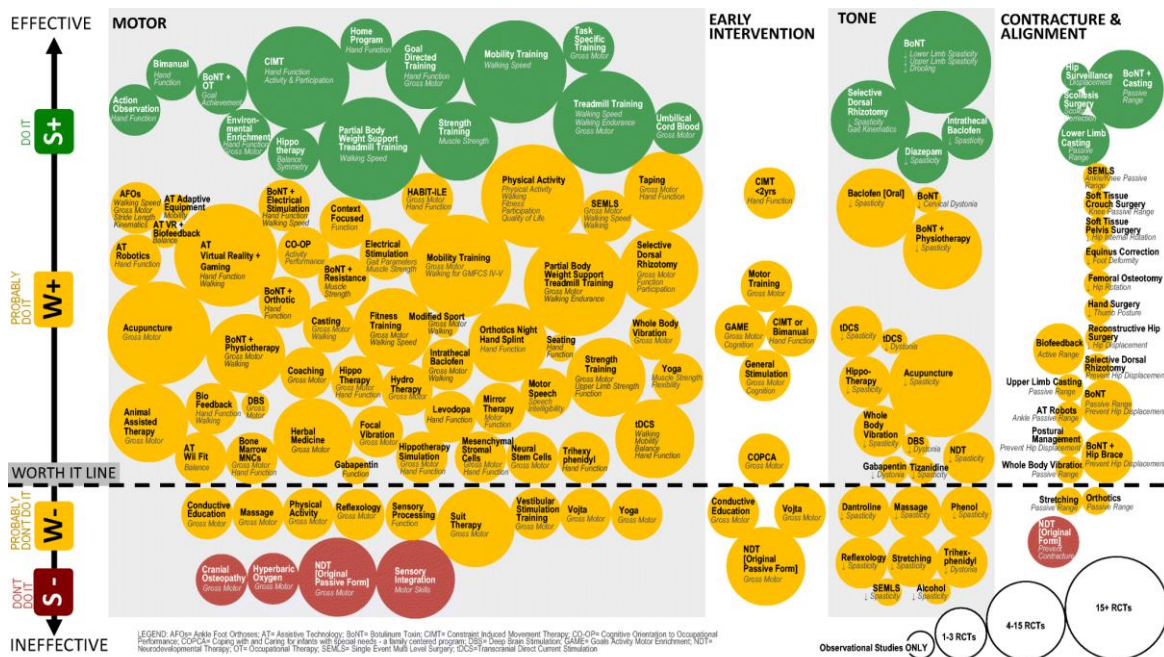 EFFECTIVE
MOTOR
EARLY
INTERVENTION
TONE
CONTRACTURE &
ALIGNMENT
DO IT
S+
PROBABLY
DO IT
W+
WORTH IT LINE
PROBABLY
DON'T DO IT
W-
DON'T
DO IT
S -
INEFFECTIVE
Bimanual
Hand
Function
BoNT +
OT
Goal
Achievement
Action
Observation
Hand Function
CIMT
Hand Function
Activity & Participation
Home
Program
Hand Function
Goal
Directed
Training
Hand Function
Gross Motor
Mobility Training
Walking Speed
Task
Specific
Training
Gross Motor
Environ-
mental
Enrichment
Hand Function
Gross Motor
Hippo
therapy
Balance
Symmetry
Partial Body
Weight Support
Treadmill Training
Walking Speed
Strength
Training
Muscle Strength
Treadmill Training
Walking Speed
Walking Endurance
Gross Motor
Umbilical
Cord Blood
Gross Motor
AFOs
Walking Speed
Gross Motor
Stride Length
Kinematics
AT Adaptive
Equipment
Mobility
AT VR +
Biofeedback
Balance
BoNT +
Electrical
Stimulation
Hand Function
Walking Speed
Context
Focused
Function
HABIT-ILE
Gross Motor
Hand Function
Physical Activity
Physical Activity
Walking
Fitness
Participation
Quality of Life
SEMLS
Gross Motor
Walking Speed
Walking
Taping
Gross Motor
Hand Function
AT
Robotics
Hand Function
AT
Virtual Reality +
Gaming
Hand Function
Walking
CO-OP
Activity
Performance
BoNT +
Resistance
Muscle
Strength
Electrical
Stimulation
Gait Parameters
Muscle Strength
Mobility Training
Gross Motor
Walking for GMFCS IV-V
Partial Body
Weight Support
Treadmill Training
Gross Motor
Walking Endurance
Selective
Dorsal
Rhizotomy
Gross Motor
Function
Participation
Acupuncture
Gross Motor
BoNT +
Orthotic
Hand
Function
BoNT +
Physiotherapy
Gross Motor
Walking
Casting
Gross Motor
Walking
Fitness
Training
Gross Motor
Walking Speed
Modified Sport
Gross Motor
Walking
Orthotics Night
Hand Splint
Hand Function
Seating
Hand
Function
Whole Body
Vibration
Gross Motor
Coaching
Gross Motor
Hippo
Therapy
Gross Motor
Hand Function
Hydro
Therapy
Gross Motor
Intrathecal
Baclofen
Gross Motor
Walking
Strength
Training
Gross Motor
Upper Limb Strength
Function
Yoga
Muscle Strength
Flexibility
Animal
Assisted
Therapy
Gross Motor
Bio
Feedback
Hand Function
Walking
DBS
Gross
Motor
Levodopa
Hand Function
Mirror
Therapy
Motor
Function
Motor
Speech
Speech
Intelligibility
AT
Wii Fit
Balance
Bone
Marrow
MNCs
Gross Motor
Hand Function
Herbal
Medicine
Gross Motor
Focal
Vibration
Gross Motor
Gabapentin
Function
Hippotherapy
Simulation
Gross Motor
Hand Function
Mesenchymal
Stromal
Cells
Gross Motor
Hand Function
Neural
Stem Cells
Gross Motor
Trihexy
phenidyl
Hand Function
tDCS
Walking
Mobility
Balance
Hand Function
Conductive
Education
Gross Motor
Massage
Gross Motor
Physical
Activity
Gross Motor
Reflexology
Gross Motor
Sensory
Processing
Function
Suit
Therapy
Gross Motor
Vestibular
Stimulation
Training
Gross Motor
Vojta
Gross Motor
Yoga
Gross Motor
Cranial
Osteopathy
Gross Motor
Hyperbaric
Oxygen
Gross Motor
NDT
[Original
Passive Form]
Gross Motor
Sensory
Integration
Motor Skills
CIMT
<2yrs
Hand Function
Motor
Training
Gross Motor
GAME
Gross Motor
Cognition
CIMT or
Bimanual
Hand Function
General
Stimulation
Gross Motor
Cognition
COPCA
Gross Motor
Conductive
Education
Gross Motor
Vojta
Gross Motor
NDT
[Original
Passive Form]
Gross Motor
BoNT
↓ Lower Limb Spasticity
↓ Upper Limb Spasticity
↓ Drooling
Selective
Dorsal
Rhizotomy
↓ Spasticity
Gait Kinematics
Intrathecal
Baclofen
↓ Spasticity
Diazepam
↓ Spasticity
Baclofen [Oral]
↓ Spasticity
BoNT
↓ Cervical Dystonia
BoNT +
Physiotherapy
↓ Spasticity
tDCS
↓ Spasticity
tDCS
↓ Dystonia
Hippo-
Therapy
↓ Spasticity
Acupuncture
↓ Spasticity
Whole
Body
Vibration
↓ Spasticity
DBS
↓ Dystonia
NDT
↓ Spasticity
Gabapentin
↓ Dystonia
Tizanidine
↓ Spasticity
Dantroline
↓ Spasticity
Massage
↓ Spasticity
Phenol
↓ Spasticity
Reflexology
↓ Spasticity
Stretching
↓ Spasticity
Trihex-
phenidyl
↓ Dystonia
SEMLS
↓ Spasticity
Alcohol
↓ Spasticity
Hip
Surveillance
Displacement
BoNT +
Casting
Passive
Range
Scoliosis
Surgery
Lower Limb
Casting
Passive
Range
SEMLS
Ankle/Knee Passive
Range
Soft Tissue
Crouch Surgery
Knee Passive Range
Soft Tissue
Pelvis Surgery
↓ Hip Internal Rotation
Equinus Correction
↓ Foot Deformity
Femoral Osteotomy
↓ Hip Rotation
Hand Surgery
↓ Thumb Posture
Biofeedback
Active Range
Reconstructive Hip
Surgery
↓ Hip Displacement
Selective Dorsal
Rhizotomy
Prevent Hip Displacement
Upper Limb Casting
Passive Range
BoNT
Passive Range
Prevent Hip Displacement
AT Robots
Ankle Passive Range
Postural
Management
Prevent Hip Displacement
BoNT +
Hip Brace
Prevent Hip Displacement
Whole Body Vibration
Passive Range
Stretching
Passive Range
Orthotics
Passive Range
NDT
[Original
Form]
Prevent
Contracture
Observational Studies ONLY
1-3 RCTs
4-15 RCTs
15+ RCTs
LEGEND: AFOs= Ankle Foot Orthoses; AT= Assistive Technology; BoNT= Botulinum Toxin; CIMT= Constraint Induced Movement Therapy; CO-OP= Cognitive Orientation to Occupational
Performance; COPCA= Coping with and Caring for infants with special needs - a family centered program; DBS= Deep Brain Stimulation; GAME= Goals Activity Motor Enrichment; NDT=
Neurodevelopmental Therapy; OT= Occupational Therapy; SEMLS= Single Event Multi Level Surgery; tDCS=Transcranial Direct Current Stimulation